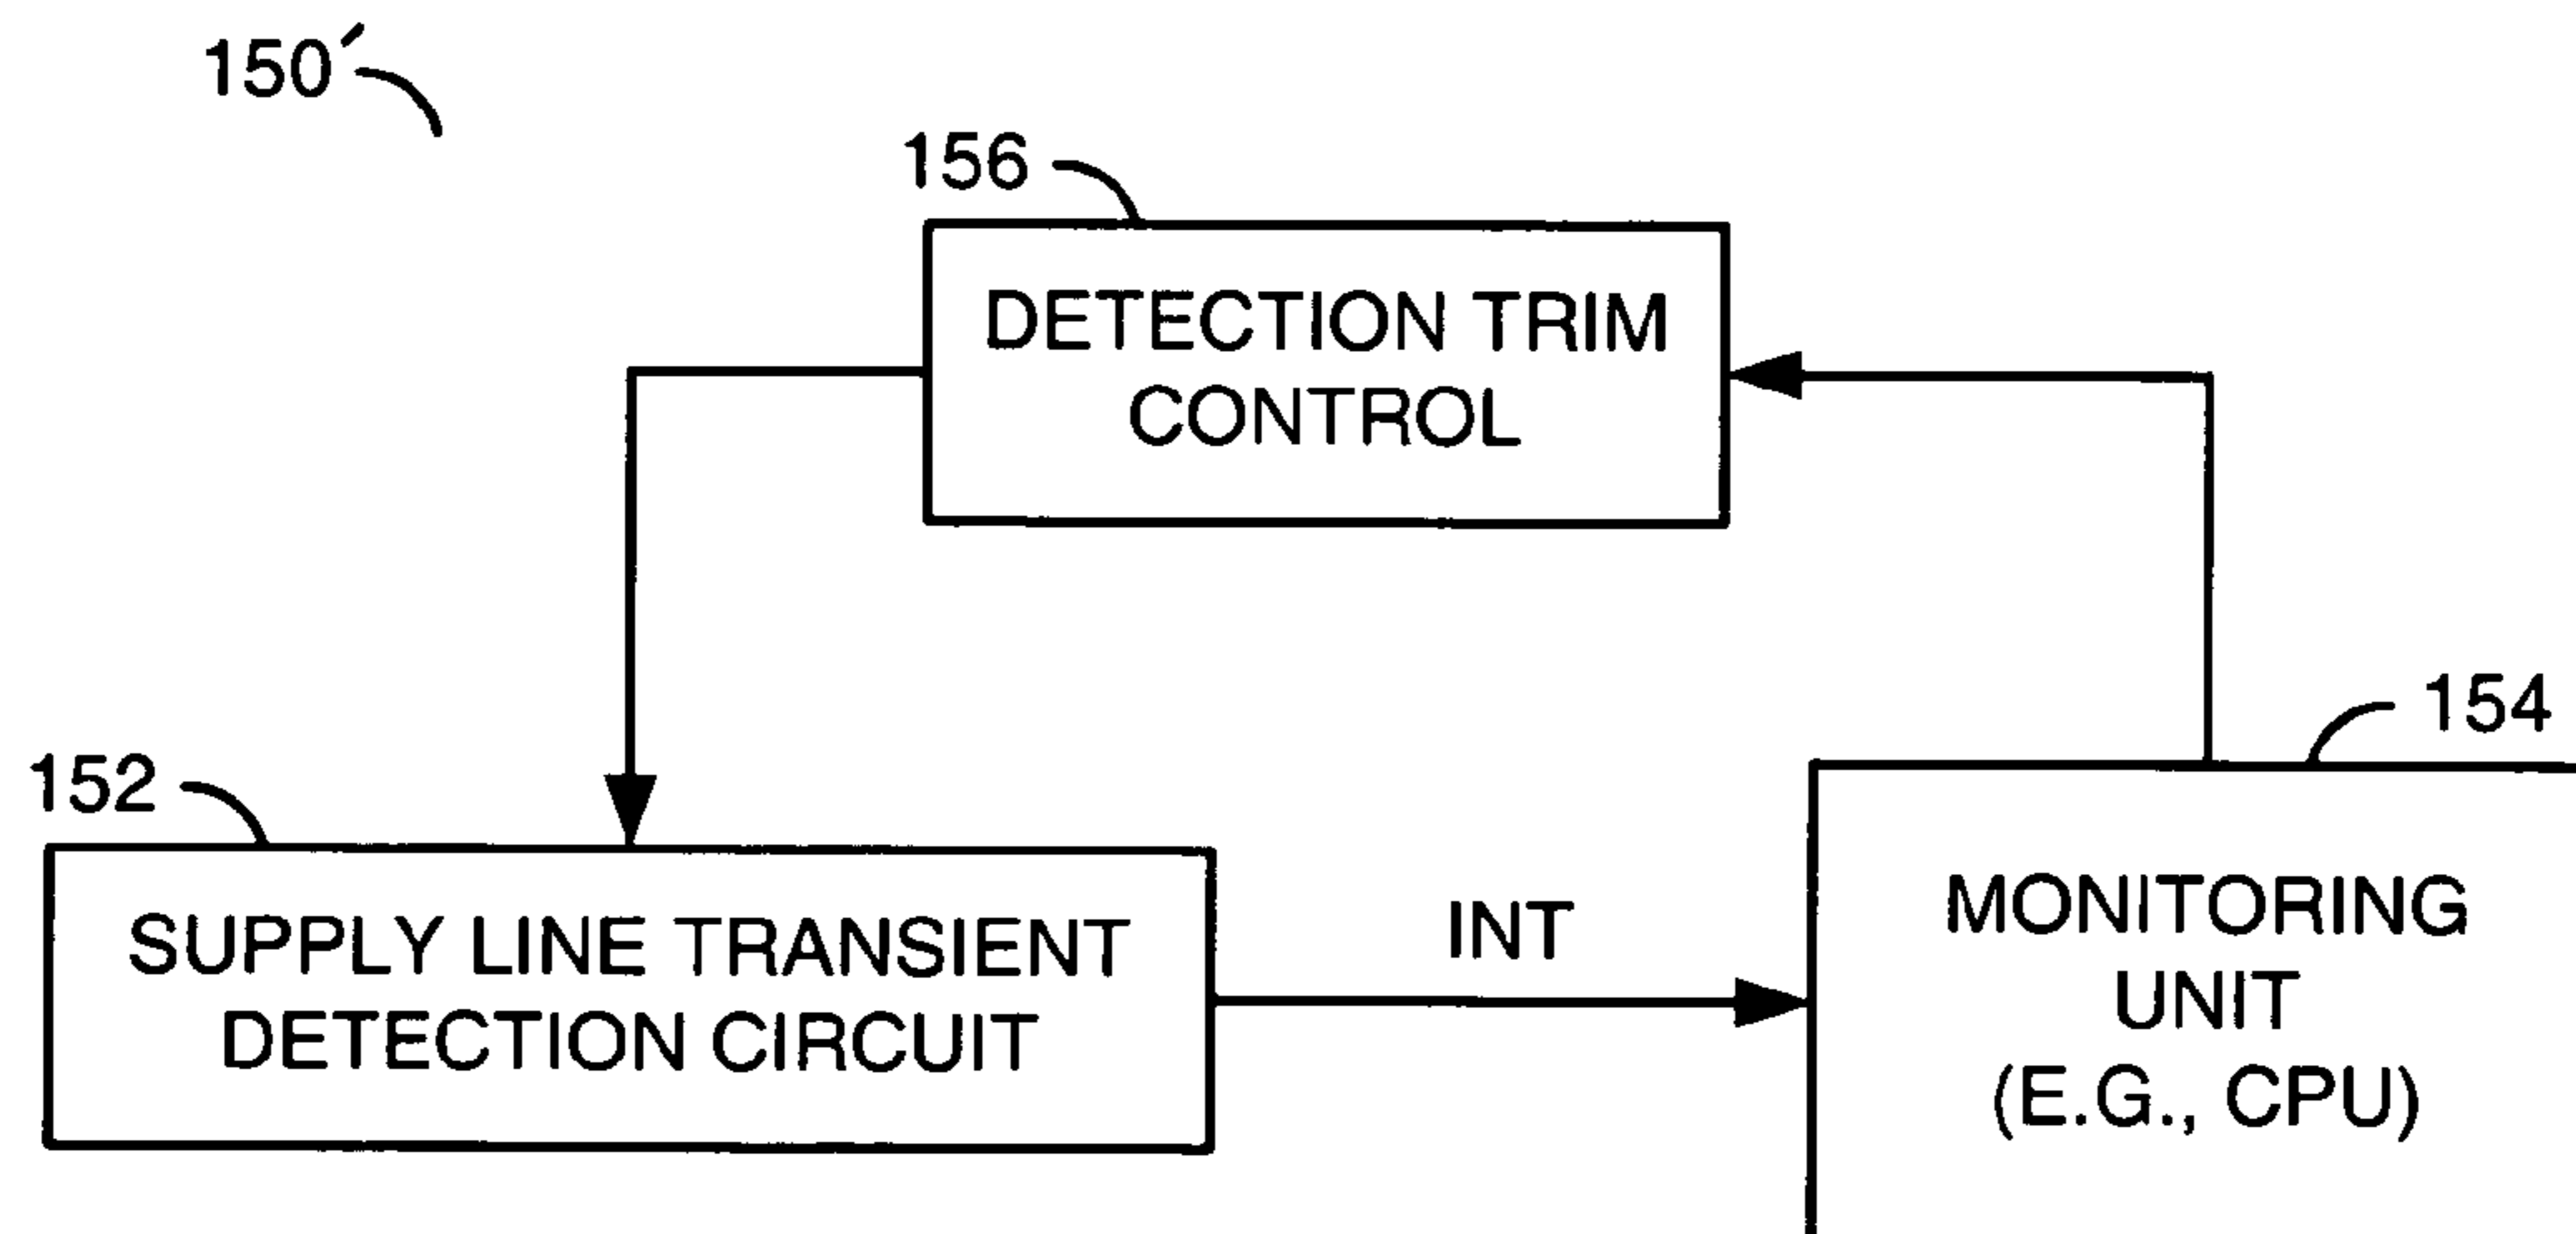 150′
156
DETECTION TRIM
CONTROL
154
152
SUPPLY LINE TRANSIENT
DETECTION CIRCUIT
INT
MONITORING
UNIT
(E.G., CPU)